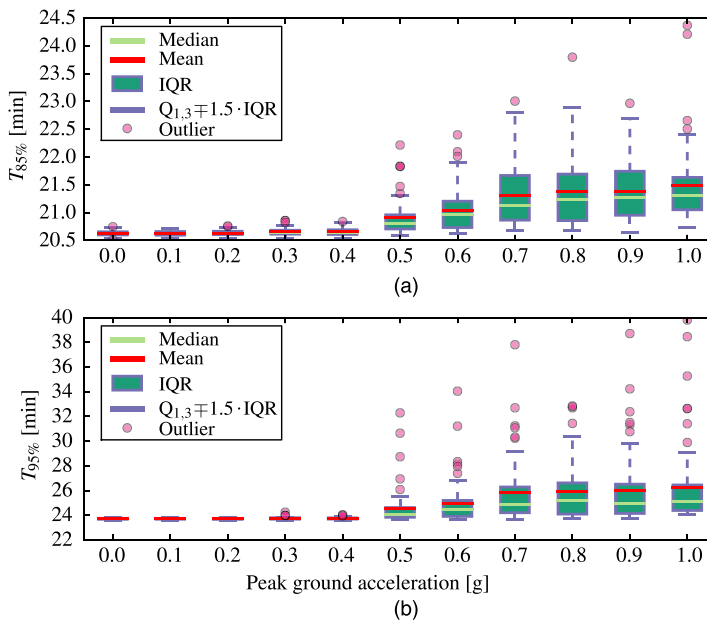 24.5
24.0
23.5
23.0
22.5
22.0
21.5
21.0
20.5
T85% [min]
Median
Mean
IQR
Q1,3∓1.5·IQR
Outlier
0.0 0.1 0.2 0.3 0.4 0.5 0.6 0.7 0.8 0.9 1.0
(a)
40
38
36
34
32
30
28
26
24
22
T95% [min]
Median
Mean
IQR
Q1,3∓1.5·IQR
Outlier
0.0 0.1 0.2 0.3 0.4 0.5 0.6 0.7 0.8 0.9 1.0
Peak ground acceleration [g]
(b)